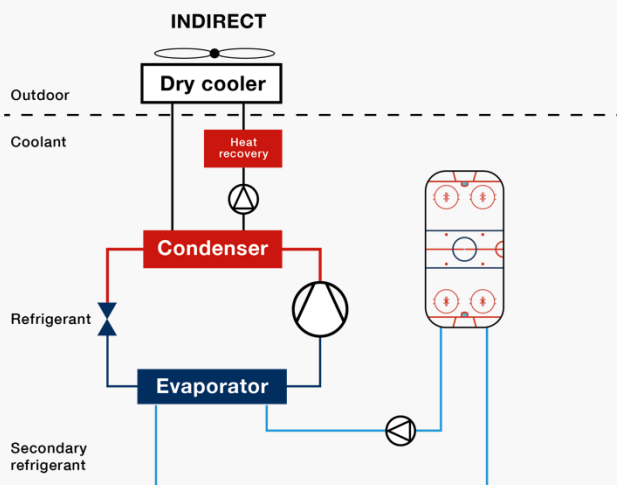 INDIRECT
Dry cooler
Outdoor
Coolant
Heat
recovery
Condenser
Refrigerant
Evaporator
Secondary
refrigerant